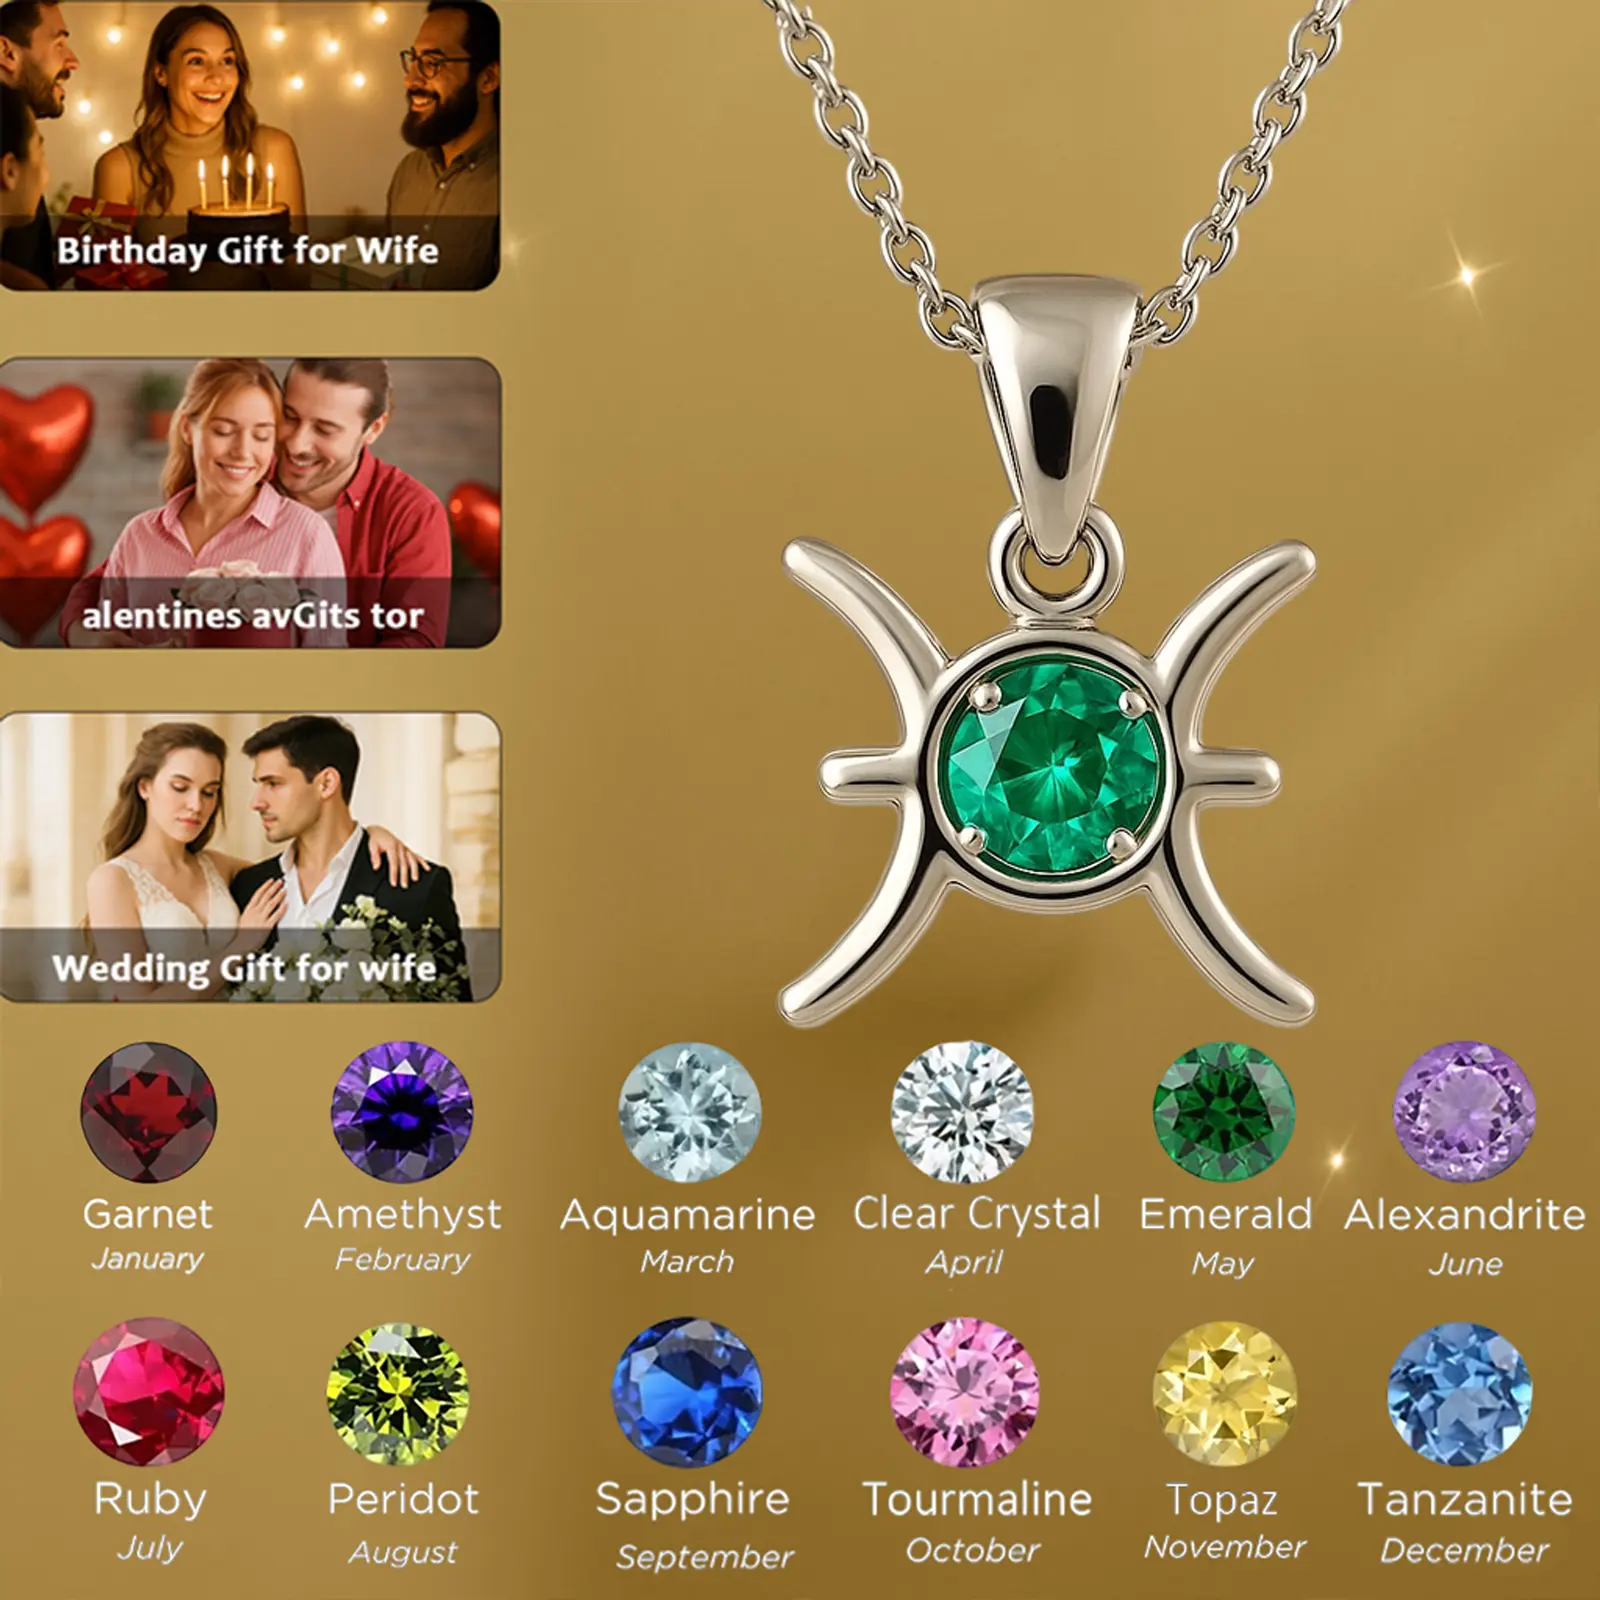 Birthday Gift for Wife
alentines avGits tor
Wedding Gift for wife
Garnet
January
Amethyst
February
Aquamarine
March
Clear Crystal
April
Emerald
May
Alexandrite
June
Ruby
July
Peridot
August
Sapphire
September
Tourmaline
October
Topaz
November
Tanzanite
December